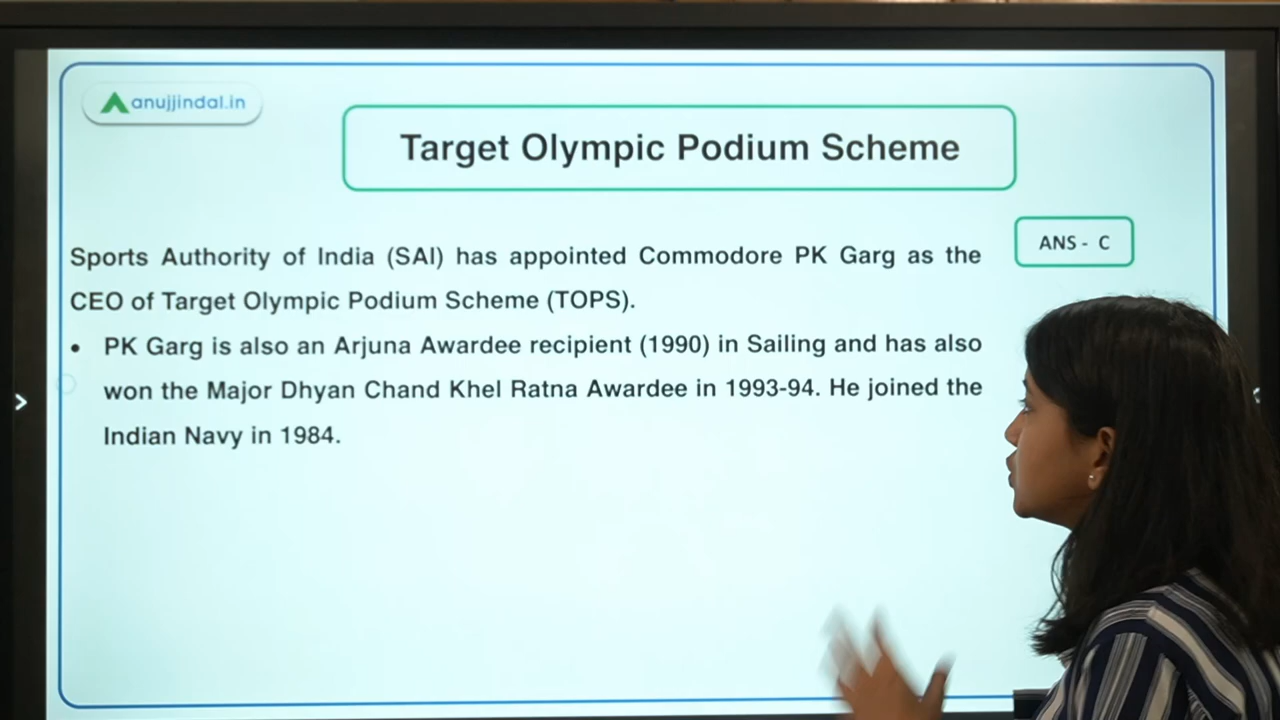 anujjindal.in
Target Olympic Podium Scheme
ANS - C
Sports Authority of India (SAI) has appointed Commodore PK Garg as the
CEO of Target Olympic Podium Scheme (TOPS).
• PK Garg is also an Arjuna Awardee recipient (1990) in Sailing and has also
won the Major Dhyan Chand Khel Ratna Awardee in 1993-94. He joined the
Indian Navy in 1984.